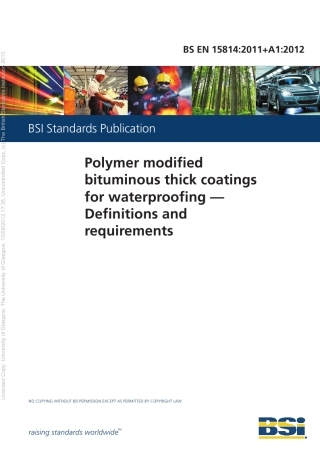 BS EN 15814:2011+A1:2012
BSI Standards Publication
Polymer modified
bituminous thick coatings
for waterproofing —
Definitions and
requirements
NO COPYING WITHOUT BSI PERMISSION EXCEPT AS PERMITTED BY COPYRIGHT LAW
raising standards worldwide™
BSi